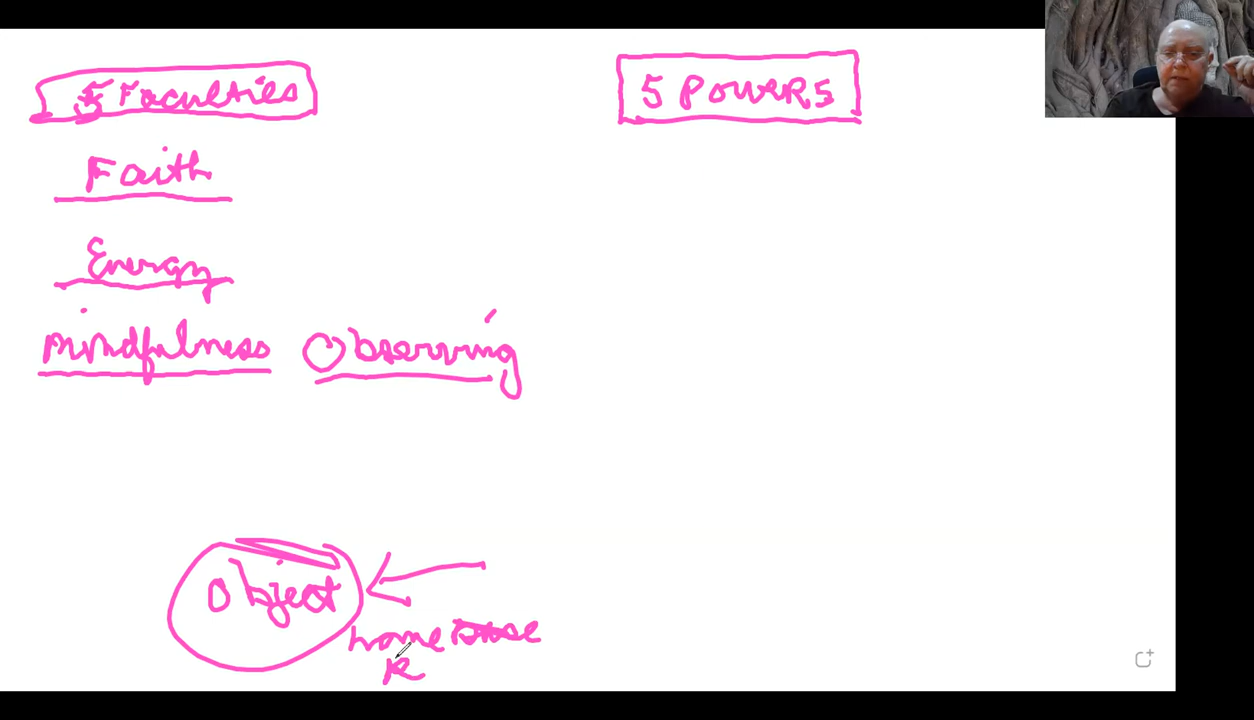 5 Faculties
5 POWERS
Faith
Energy
Mindfulness Observing
Object
home base